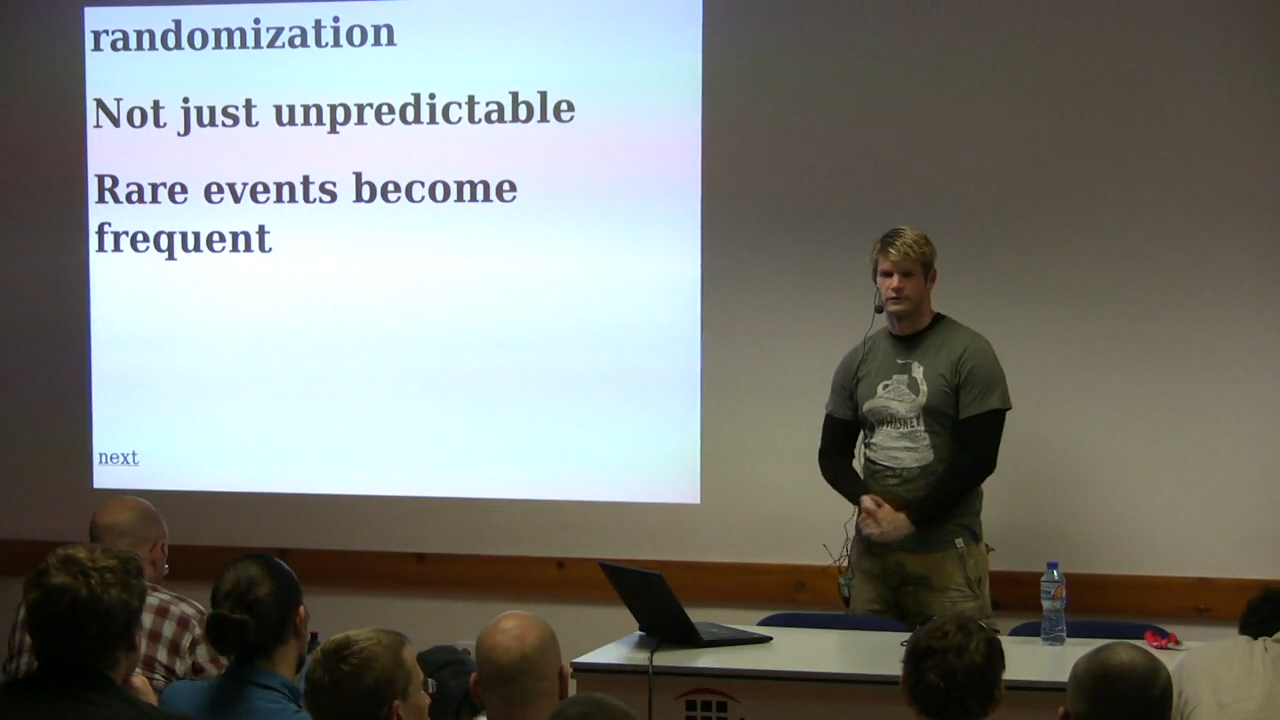 randomization
Not just unpredictable
Rare events become
frequent
next
WHISKEY